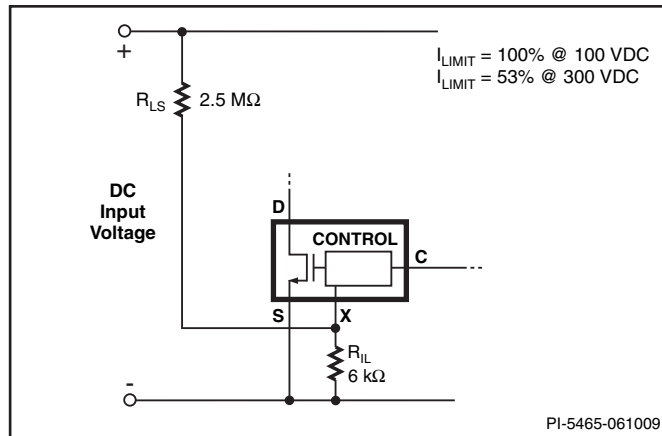 +
I_LIMIT = 100% @ 100 VDC
I_LIMIT = 53% @ 300 VDC
R_LS 2.5 MΩ
DC
Input
Voltage
D
CONTROL
C
S
X
R_IL
6 kΩ
-
PI-5465-061009